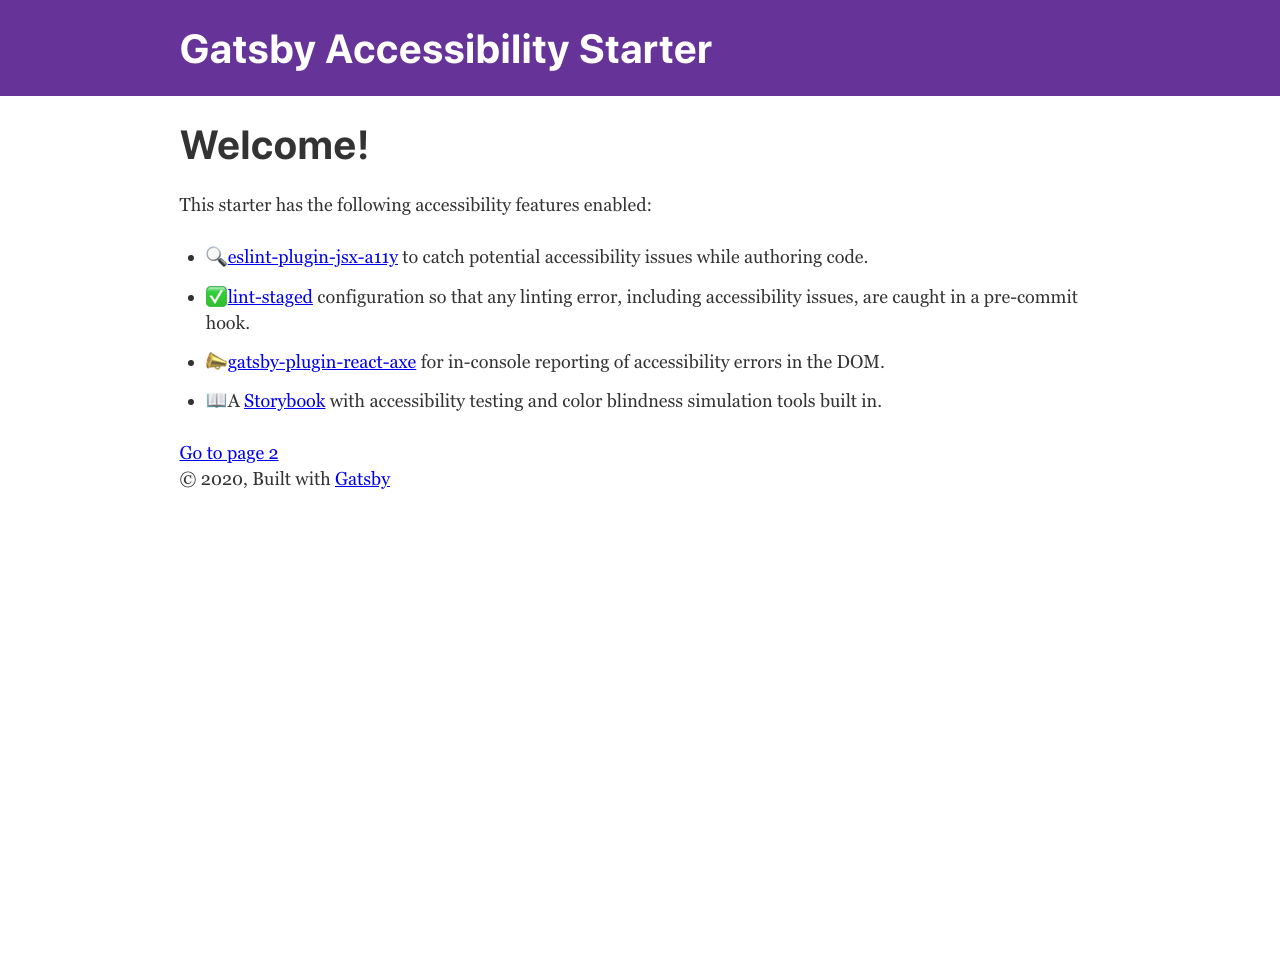 Gatsby Accessibility Starter
Welcome!
This starter has the following accessibility features enabled:
eslint-plugin-jsx-a11y to catch potential accessibility issues while authoring code.
lint-staged configuration so that any linting error, including accessibility issues, are caught in a pre-commit
hook.
gatsby-plugin-react-axe for in-console reporting of accessibility errors in the DOM.
A Storybook with accessibility testing and color blindness simulation tools built in.
Go to page 2
© 2020, Built with Gatsby